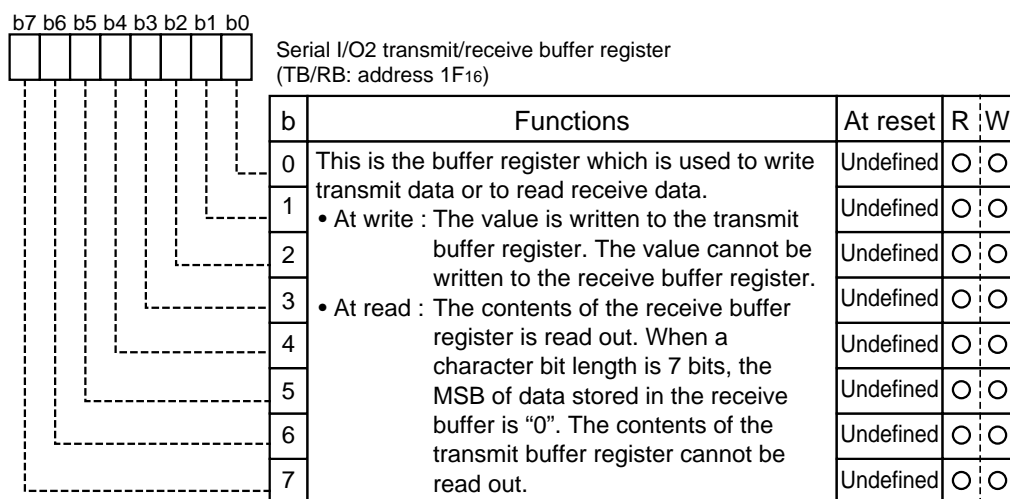 b7 b6 b5 b4 b3 b2 b1 b0
Serial I/O2 transmit/receive buffer register
(TB/RB: address 1F16)
b Functions At reset R W
0 This is the buffer register which is used to write Undefined ○ ○
transmit data or to read receive data.
1 • At write : The value is written to the transmit Undefined ○ ○
2 buffer register. The value cannot be Undefined ○ ○
written to the receive buffer register.
3 • At read : The contents of the receive buffer Undefined ○ ○
4 register is read out. When a Undefined ○ ○
character bit length is 7 bits, the
5 MSB of data stored in the receive Undefined ○ ○
6 buffer is “0”. The contents of the Undefined ○ ○
transmit buffer register cannot be
7 read out. Undefined ○ ○